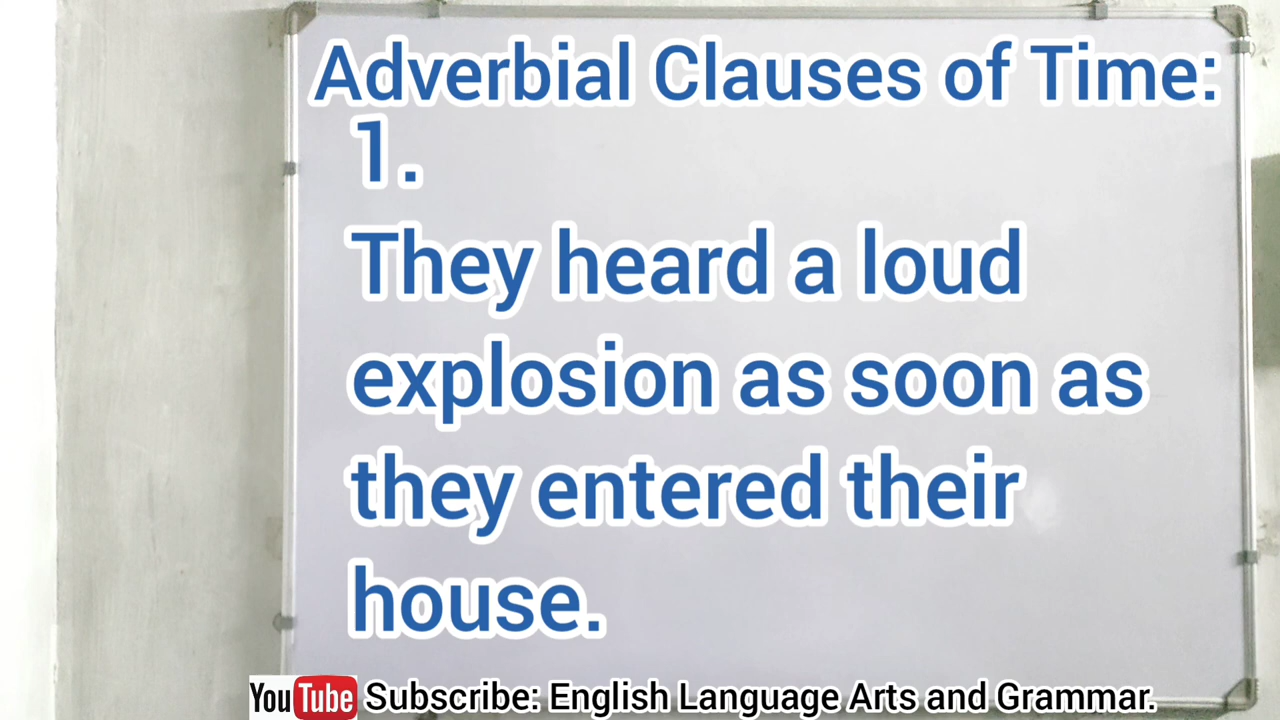 Adverbial Clauses of Time:
1.
They heard a loud
explosion as soon as
they entered their
house.
YouTube Subscribe: English Language Arts and Grammar.